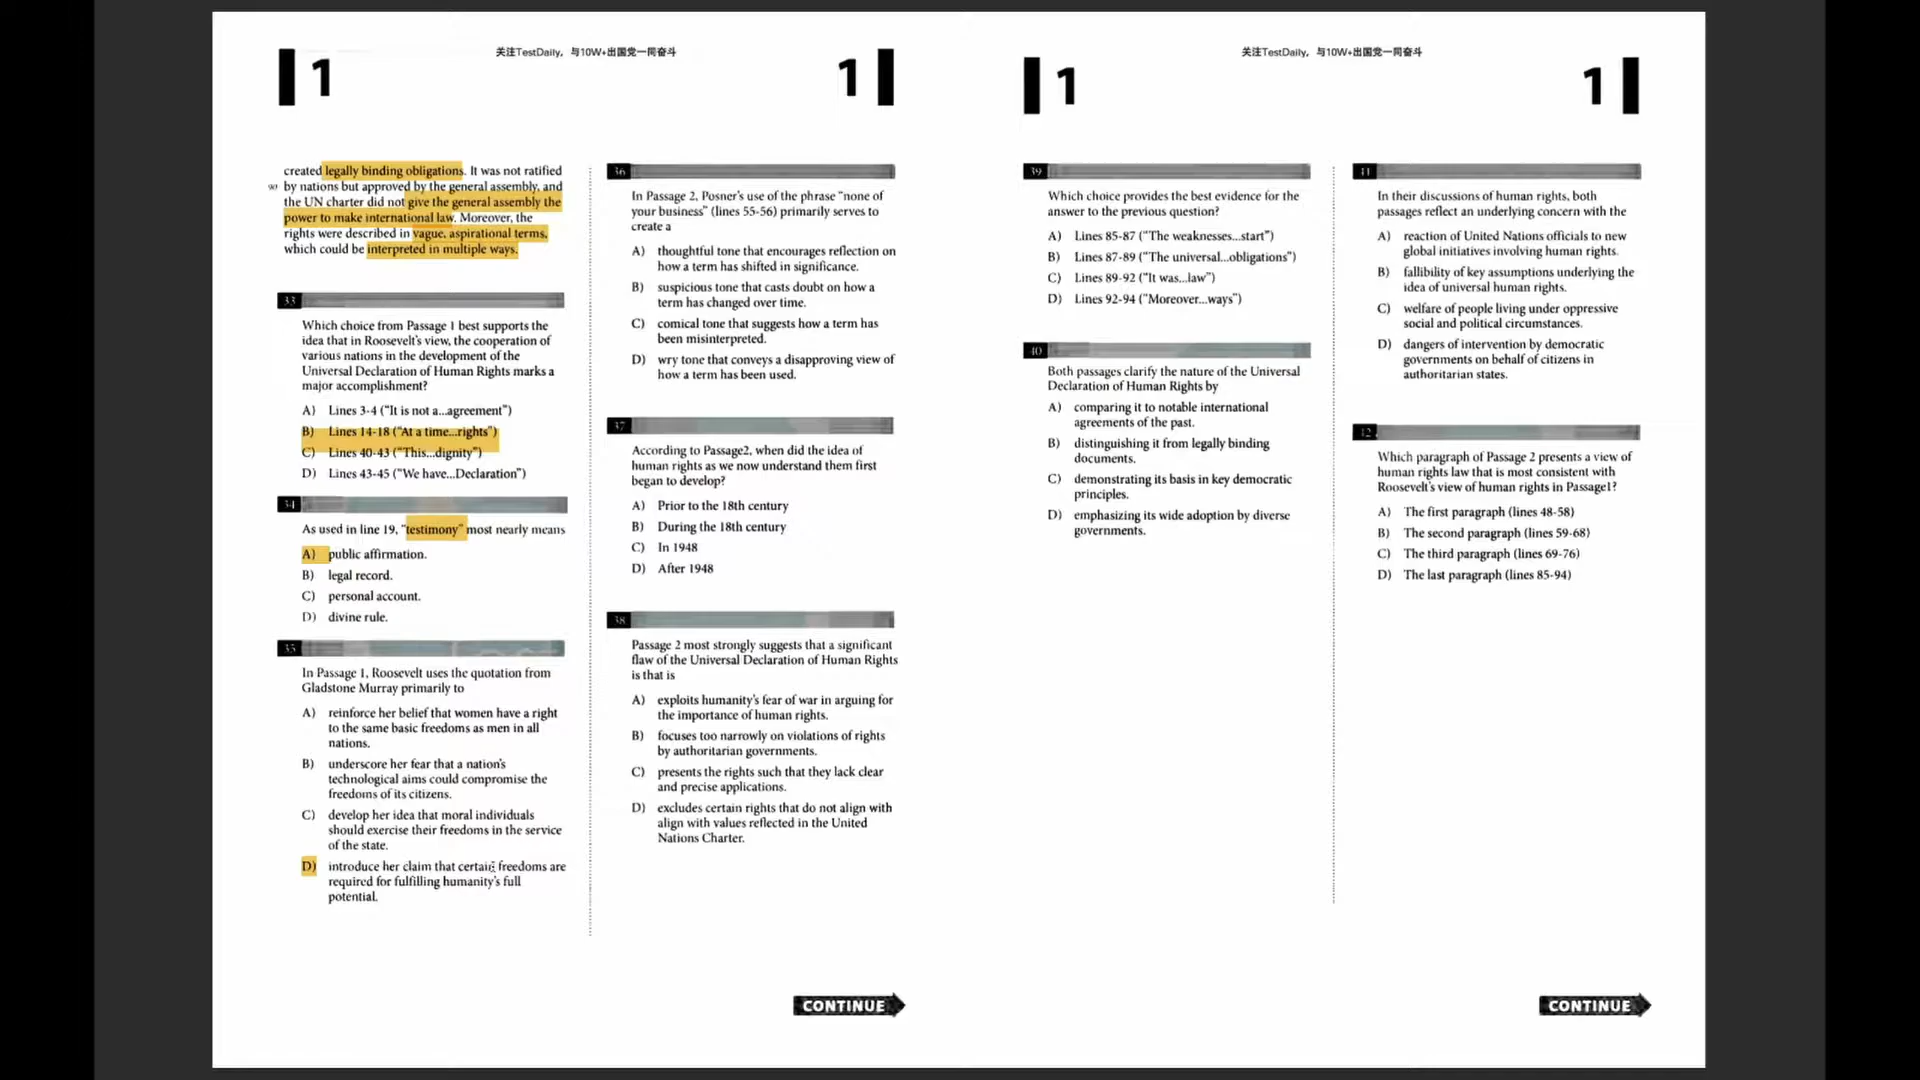 关注TestDaily，与10W+出国党一同奋斗
1
1
created legally binding obligations. It was not ratified
90 by nations but approved by the general assembly, and
the UN charter did not give the general assembly the
power to make international law. Moreover, the
rights were described in vague, aspirational terms,
which could be interpreted in multiple ways.
33
Which choice from Passage 1 best supports the
idea that in Roosevelt's view, the cooperation of
various nations in the development of the
Universal Declaration of Human Rights marks a
major accomplishment?
A) Lines 3-4 (“It is not a...agreement”)
B) Lines 14-18 (“At a time...rights”)
C) Lines 40-43 (“This...dignity”)
D) Lines 43-45 (“We have...Declaration”)
34
As used in line 19, “testimony” most nearly means
A) public affirmation.
B) legal record.
C) personal account.
D) divine rule.
35
In Passage 1, Roosevelt uses the quotation from
Gladstone Murray primarily to
A) reinforce her belief that women have a right
to the same basic freedoms as men in all
nations.
B) underscore her fear that a nation's
technological aims could compromise the
freedoms of its citizens.
C) develop her idea that moral individuals
should exercise their freedoms in the service
of the state.
D) introduce her claim that certain freedoms are
required for fulfilling humanity's full
potential.
36
In Passage 2, Posner's use of the phrase “none of
your business” (lines 55-56) primarily serves to
create a
A) thoughtful tone that encourages reflection on
how a term has shifted in significance.
B) suspicious tone that casts doubt on how a
term has changed over time.
C) comical tone that suggests how a term has
been misinterpreted.
D) wry tone that conveys a disapproving view of
how a term has been used.
37
According to Passage2, when did the idea of
human rights as we now understand them first
began to develop?
A) Prior to the 18th century
B) During the 18th century
C) In 1948
D) After 1948
38
Passage 2 most strongly suggests that a significant
flaw of the Universal Declaration of Human Rights
is that is
A) exploits humanity's fear of war in arguing for
the importance of human rights.
B) focuses too narrowly on violations of rights
by authoritarian governments.
C) presents the rights such that they lack clear
and precise applications.
D) excludes certain rights that do not align with
align with values reflected in the United
Nations Charter.
CONTINUE
关注TestDaily，与10W+出国党一同奋斗
1
1
39
Which choice provides the best evidence for the
answer to the previous question?
A) Lines 85-87 (“The weaknesses...start”)
B) Lines 87-89 (“The universal...obligations”)
C) Lines 89-92 (“It was...law”)
D) Lines 92-94 (“Moreover...ways”)
40
Both passages clarify the nature of the Universal
Declaration of Human Rights by
A) comparing it to notable international
agreements of the past.
B) distinguishing it from legally binding
documents.
C) demonstrating its basis in key democratic
principles.
D) emphasizing its wide adoption by diverse
governments.
41
In their discussions of human rights, both
passages reflect an underlying concern with the
A) reaction of United Nations officials to new
global initiatives involving human rights.
B) fallibility of key assumptions underlying the
idea of universal human rights.
C) welfare of people living under oppressive
social and political circumstances.
D) dangers of intervention by democratic
governments on behalf of citizens in
authoritarian states.
42
Which paragraph of Passage 2 presents a view of
human rights law that is most consistent with
Roosevelt's view of human rights in Passage1?
A) The first paragraph (lines 48-58)
B) The second paragraph (lines 59-68)
C) The third paragraph (lines 69-76)
D) The last paragraph (lines 85-94)
CONTINUE